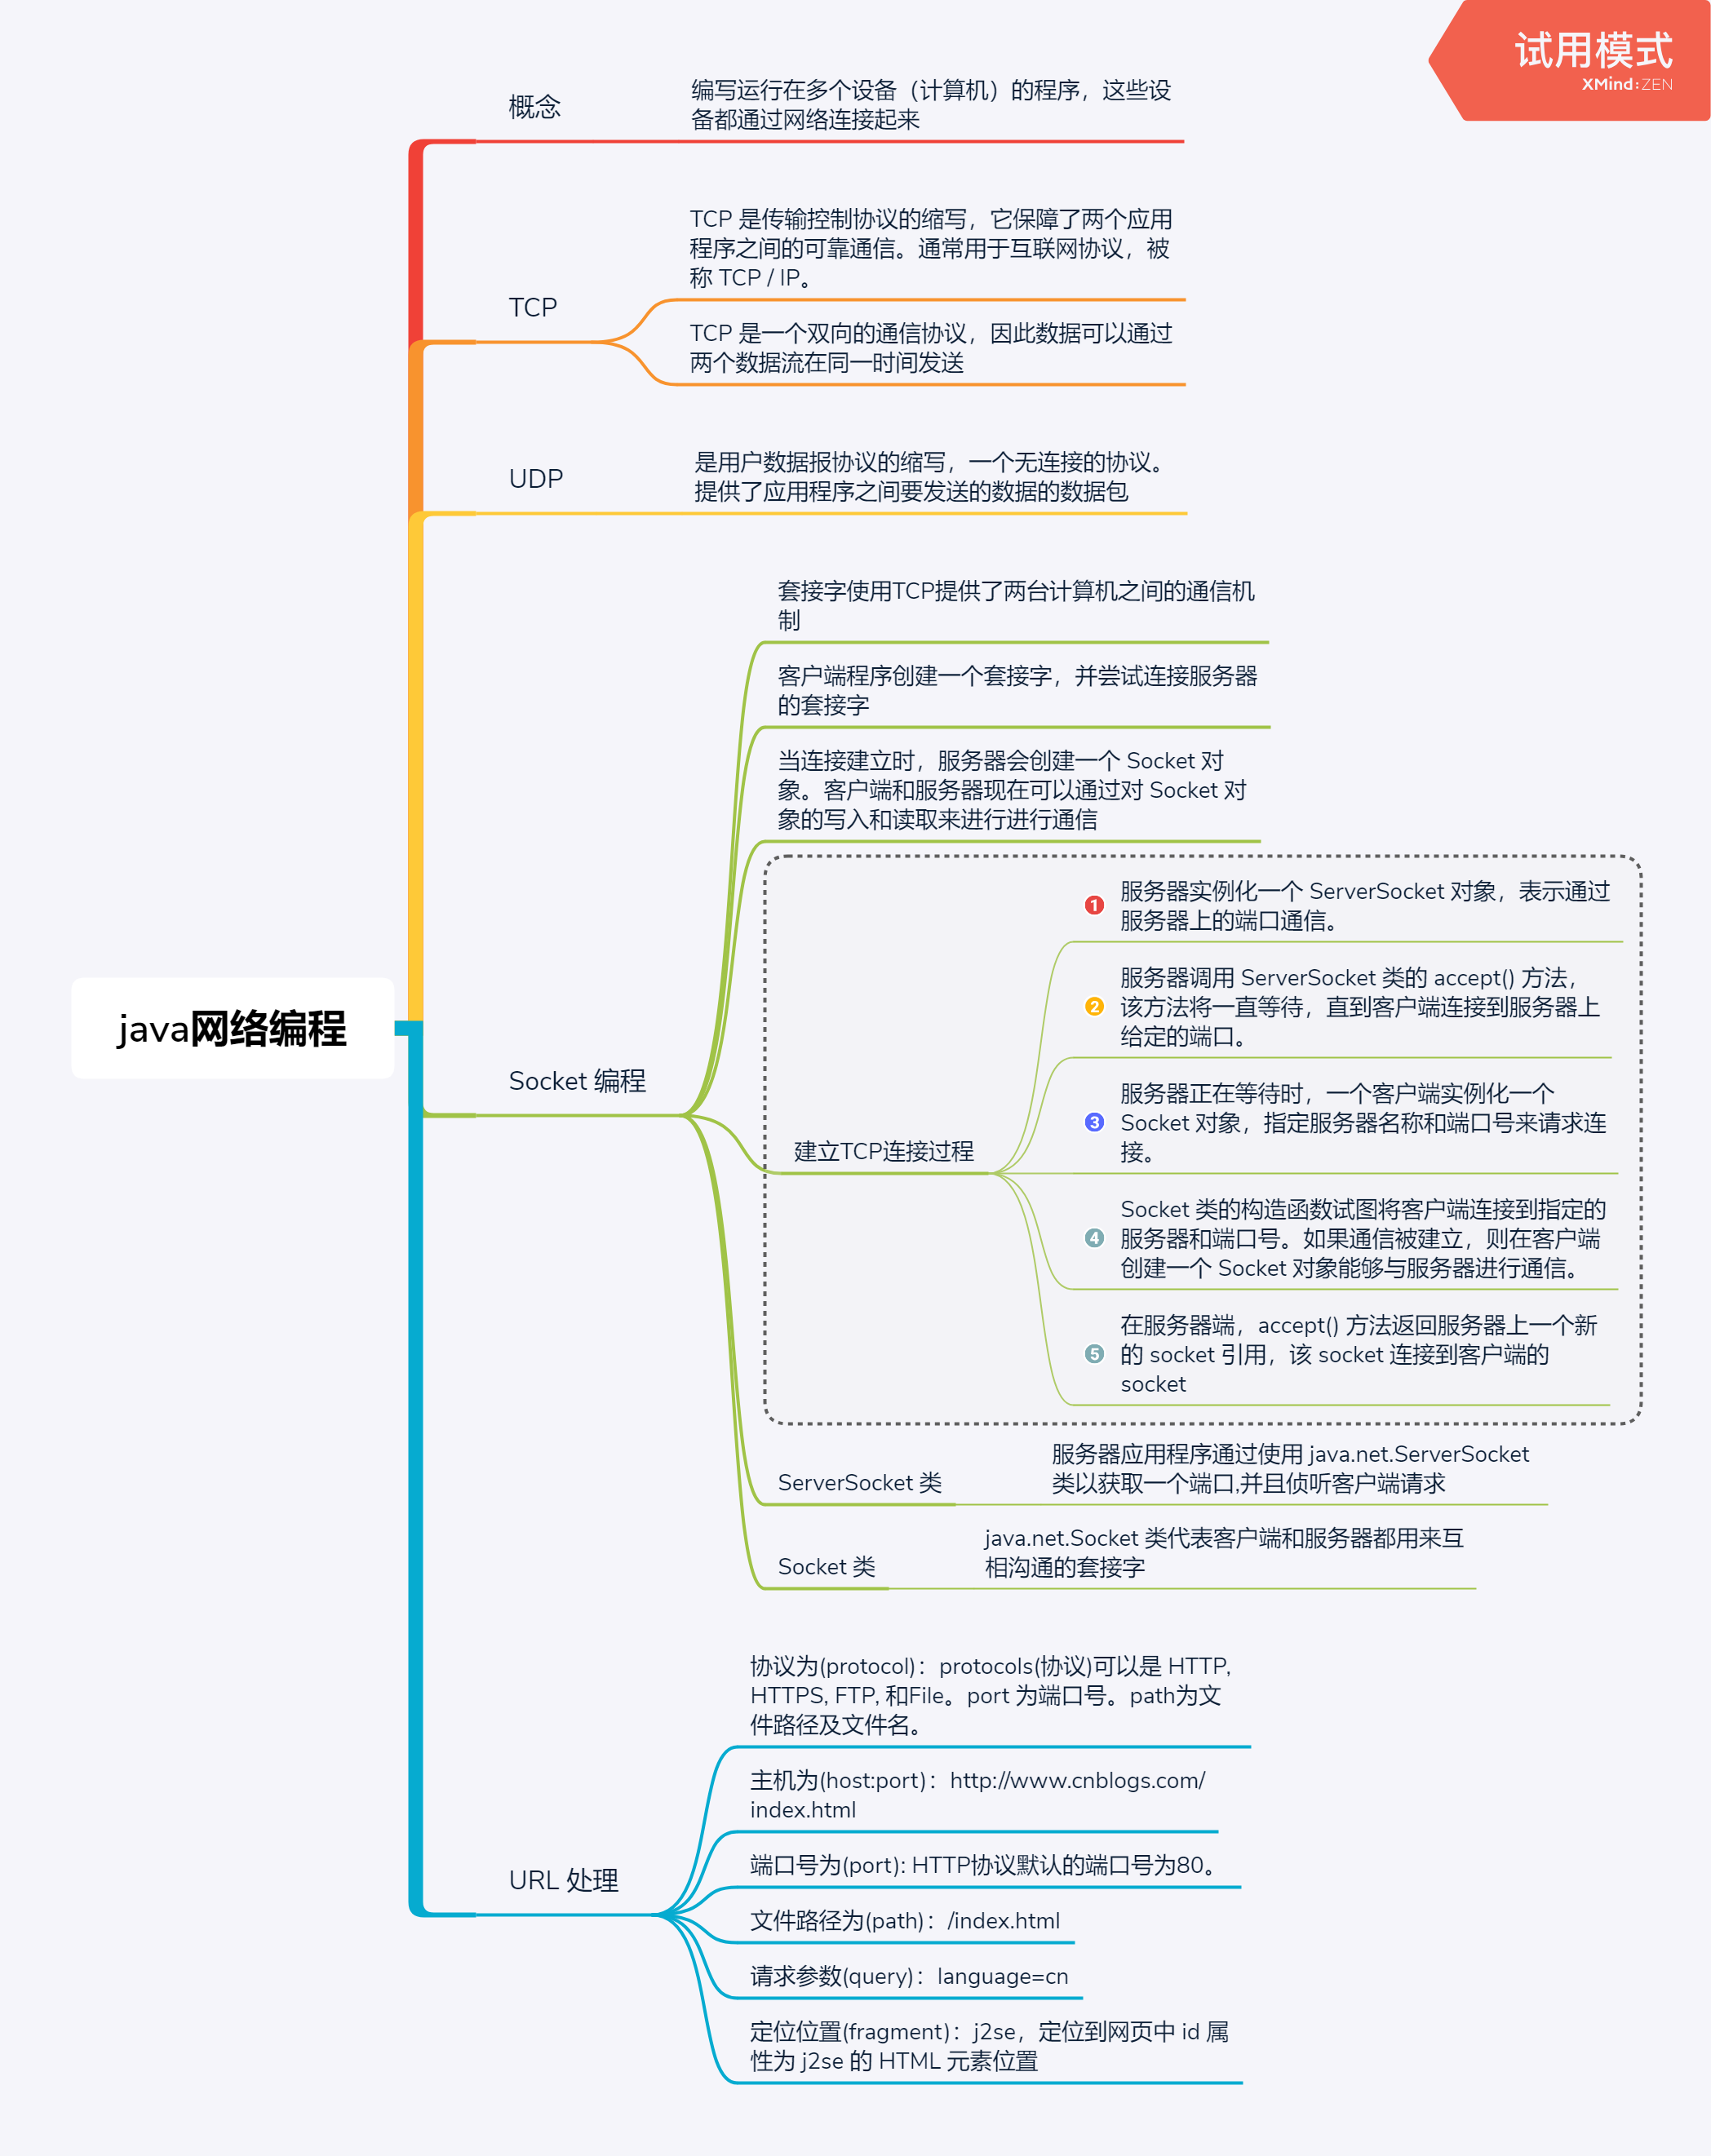 试用模式
XMind:ZEN
概念
编写运行在多个设备（计算机）的程序，这些设
备都通过网络连接起来
TCP
TCP 是传输控制协议的缩写，它保障了两个应用
程序之间的可靠通信。通常用于互联网协议，被
称 TCP / IP。
TCP 是一个双向的通信协议，因此数据可以通过
两个数据流在同一时间发送
UDP
是用户数据报协议的缩写，一个无连接的协议。
提供了应用程序之间要发送的数据的数据包
java网络编程
Socket 编程
套接字使用TCP提供了两台计算机之间的通信机
制
客户端程序创建一个套接字，并尝试连接服务器
的套接字
当连接建立时，服务器会创建一个 Socket 对
象。客户端和服务器现在可以通过对 Socket 对
象的写入和读取来进行进行通信
建立TCP连接过程
1 服务器实例化一个 ServerSocket 对象，表示通过
服务器上的端口通信。
2 服务器调用 ServerSocket 类的 accept() 方法，
该方法将一直等待，直到客户端连接到服务器上
给定的端口。
3 服务器正在等待时，一个客户端实例化一个
Socket 对象，指定服务器名称和端口号来请求连
接。
4 Socket 类的构造函数试图将客户端连接到指定的
服务器和端口号。如果通信被建立，则在客户端
创建一个 Socket 对象能够与服务器进行通信。
5 在服务器端，accept() 方法返回服务器上一个新
的 socket 引用，该 socket 连接到客户端的
socket
ServerSocket 类
服务器应用程序通过使用 java.net.ServerSocket
类以获取一个端口,并且侦听客户端请求
Socket 类
java.net.Socket 类代表客户端和服务器都用来互
相沟通的套接字
URL 处理
协议为(protocol)：protocols(协议)可以是 HTTP,
HTTPS, FTP, 和File。port 为端口号。path为文
件路径及文件名。
主机为(host:port)：http://www.cnblogs.com/
index.html
端口号为(port): HTTP协议默认的端口号为80。
文件路径为(path)：/index.html
请求参数(query)：language=cn
定位位置(fragment)：j2se，定位到网页中 id 属
性为 j2se 的 HTML 元素位置